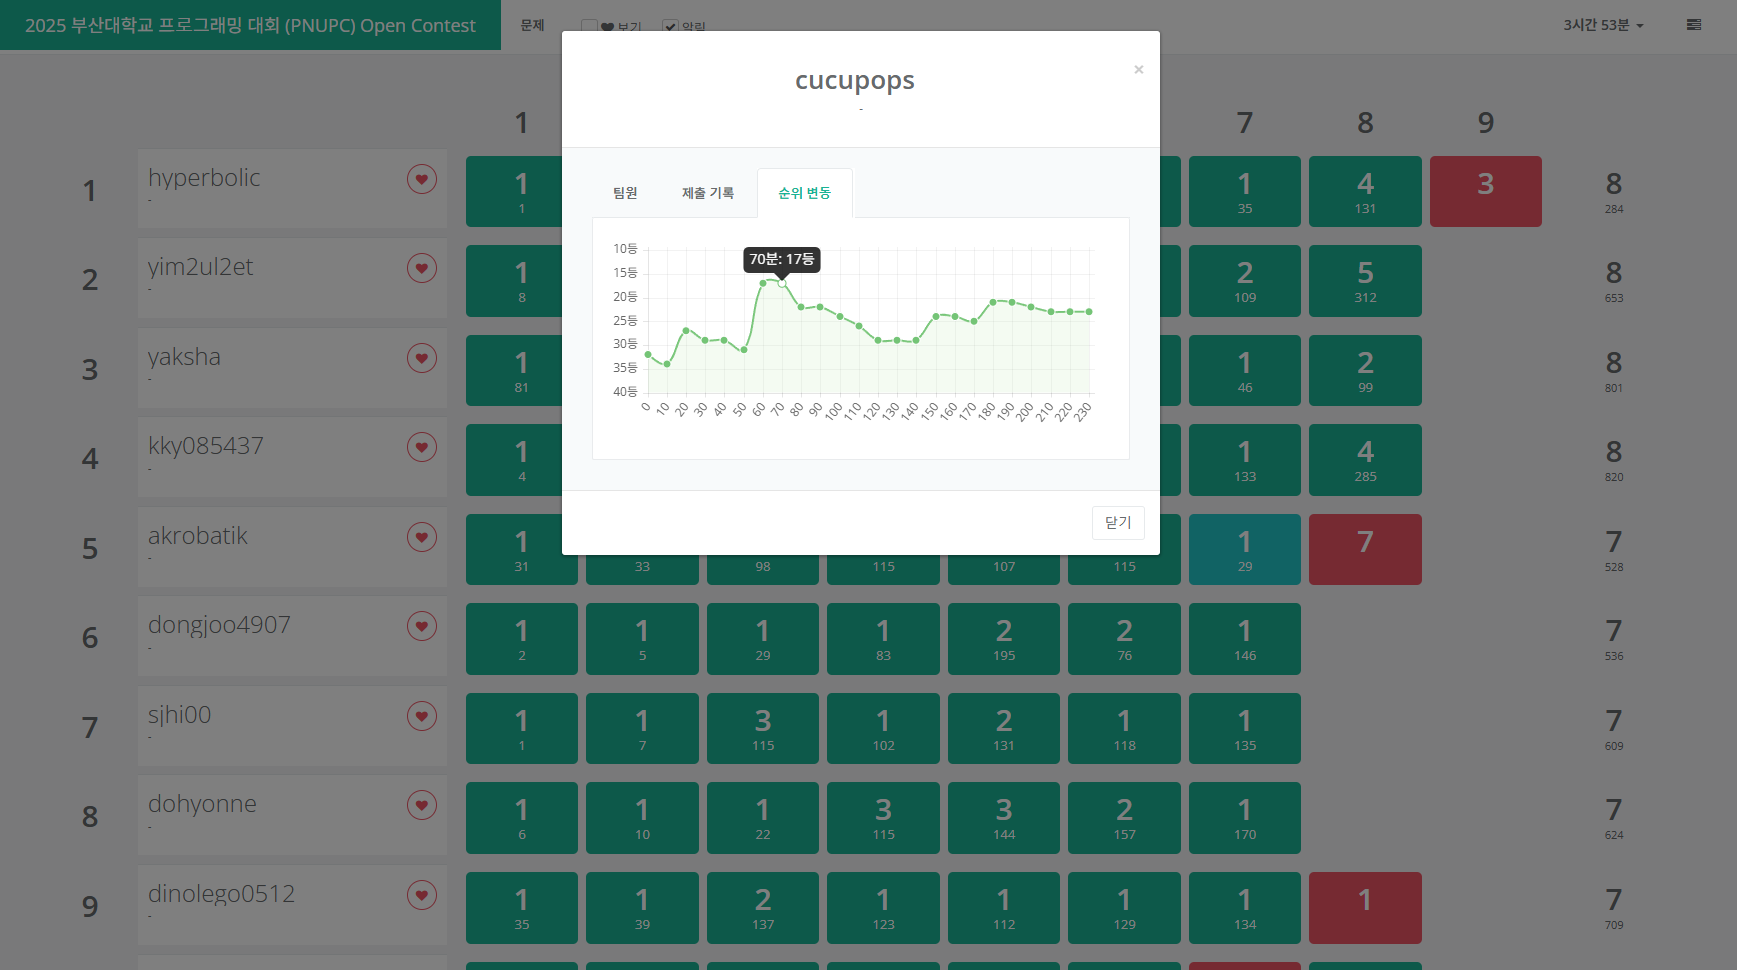 2025 부산대학교 프로그래밍 대회 (PNUPC) Open Contest
문제
보기
알림
3시간 53분
cucupops
×
-
팀원
제출 기록
순위 변동
70분: 17등
10등
15등
20등
25등
30등
35등
40등
0 10 20 30 40 50 60 70 80 90 100 110 120 130 140 150 160 170 180 190 200 210 220 230
닫기
1 7 8 9
1 hyperbolic 1 1 4 3 8
- 1 35 131 284
2 yim2ul2et 1 2 5 8
- 8 109 312 653
3 yaksha 1 1 2 8
- 81 46 99 801
4 kky085437 1 1 4 8
- 4 133 285 820
5 akrobatik 1 1 7 7
- 31 33 98 115 107 115 29 528
6 dongjoo4907 1 1 1 1 2 2 1 7
- 2 5 29 83 195 76 146 536
7 sjhi00 1 1 3 1 2 1 1 7
- 1 7 115 102 131 118 135 609
8 dohyonne 1 1 1 3 3 2 1 7
- 6 10 22 115 144 157 170 624
9 dinolego0512 1 1 2 1 1 1 1 1 7
- 35 39 137 123 112 129 134 709